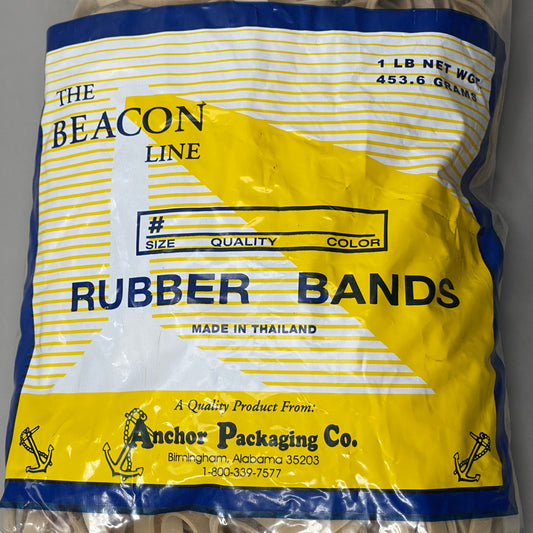 THE
BEACON
LINE
1 LB NET WGT.
453.6 GRAMS
#
SIZE QUALITY COLOR
RUBBER BANDS
MADE IN THAILAND
A Quality Product From:
Anchor Packaging Co.
Birmingham, Alabama 35203
1-800-339-7577